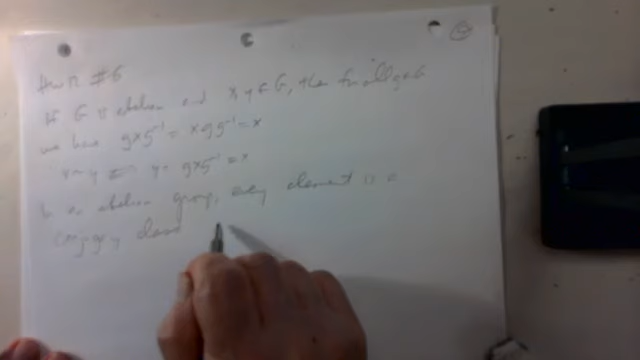 HW 12 #6
If G is abelian and x, y ∈ G, then for all g ∈ G
we have gxg⁻¹ = xgg⁻¹ = x
x ~ y ⟺ y = gxg⁻¹ = x
In an abelian group, every element is a
conjugacy class